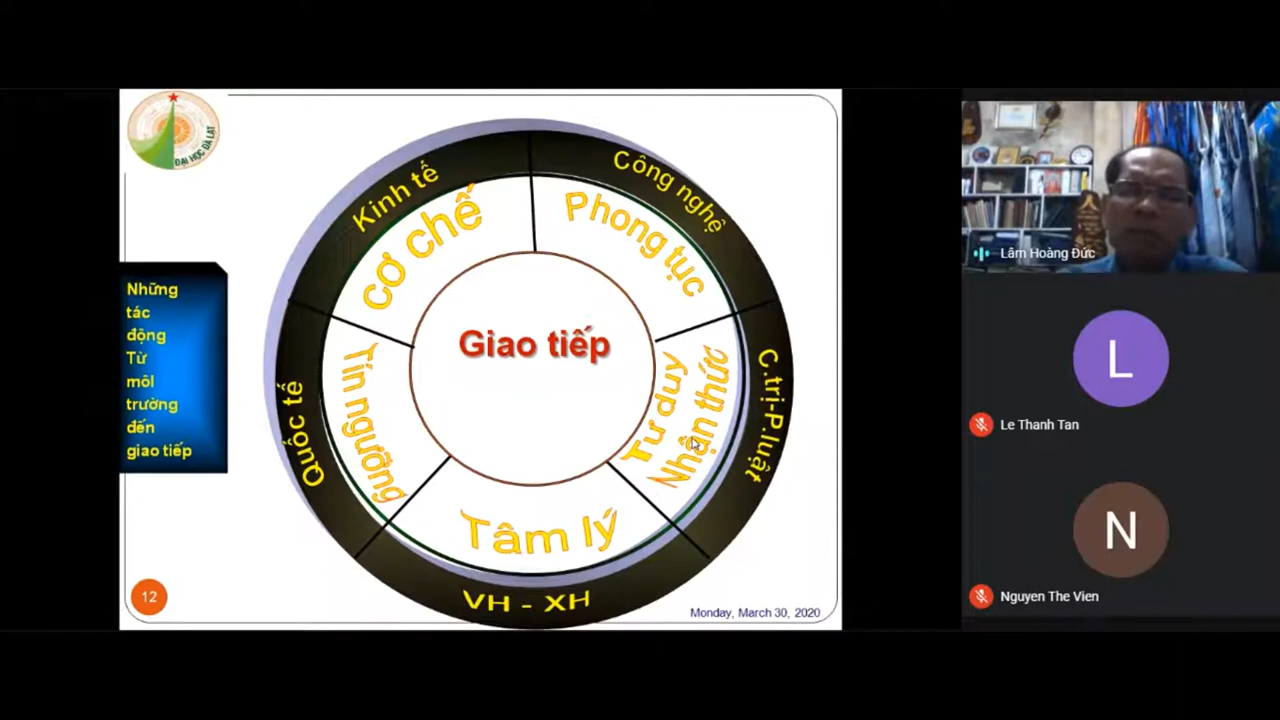 ĐẠI HỌC ĐÀ LẠT
Những
tác
động
Từ
môi
trường
đến
giao tiếp
Kinh tế
Công nghệ
cơ chế
Phong tục
Giao tiếp
Quốc tế
Tín ngưỡng
Tư duy
Nhận thức
C.trị-P.luật
Tâm lý
VH - XH
12
Monday, March 30, 2020
Lâm Hoàng Đức
L
Le Thanh Tan
N
Nguyen The Vien